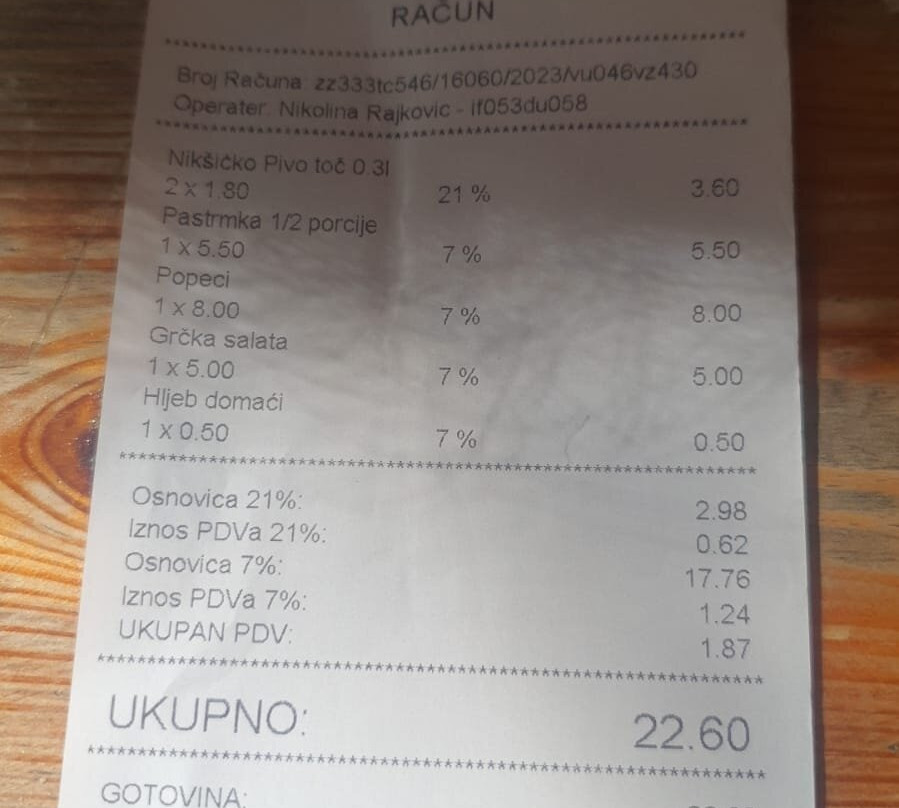 RAČUN
****************************************
Broj Računa: zz333tc546/16060/2023/vu046vz430
Operater: Nikolina Rajkovic - if053du058
****************************************
Nikšićko Pivo toč 0.3l
2 x 1.80 21 % 3.60
Pastrmka 1/2 porcije
1 x 5.50 7 % 5.50
Popeci
1 x 8.00 7 % 8.00
Grčka salata
1 x 5.00 7 % 5.00
Hljeb domaći
1 x 0.50 7 % 0.50
****************************************
Osnovica 21%: 2.98
Iznos PDVa 21%: 0.62
Osnovica 7%: 17.76
Iznos PDVa 7%: 1.24
UKUPAN PDV: 1.87
****************************************
UKUPNO: 22.60
****************************************
GOTOVINA: